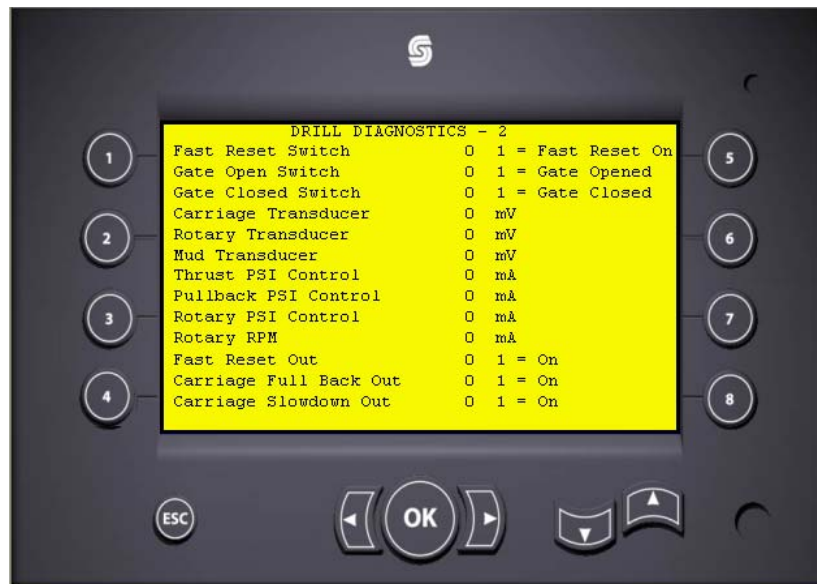 DRILL DIAGNOSTICS - 2
Fast Reset Switch 0 1 = Fast Reset On
Gate Open Switch 0 1 = Gate Opened
Gate Closed Switch 0 1 = Gate Closed
Carriage Transducer 0 mV
Rotary Transducer 0 mV
Mud Transducer 0 mV
Thrust PSI Control 0 mA
Pullback PSI Control 0 mA
Rotary PSI Control 0 mA
Rotary RPM 0 mA
Fast Reset Out 0 1 = On
Carriage Full Back Out 0 1 = On
Carriage Slowdown Out 0 1 = On
1
2
3
4
5
6
7
8
ESC
OK